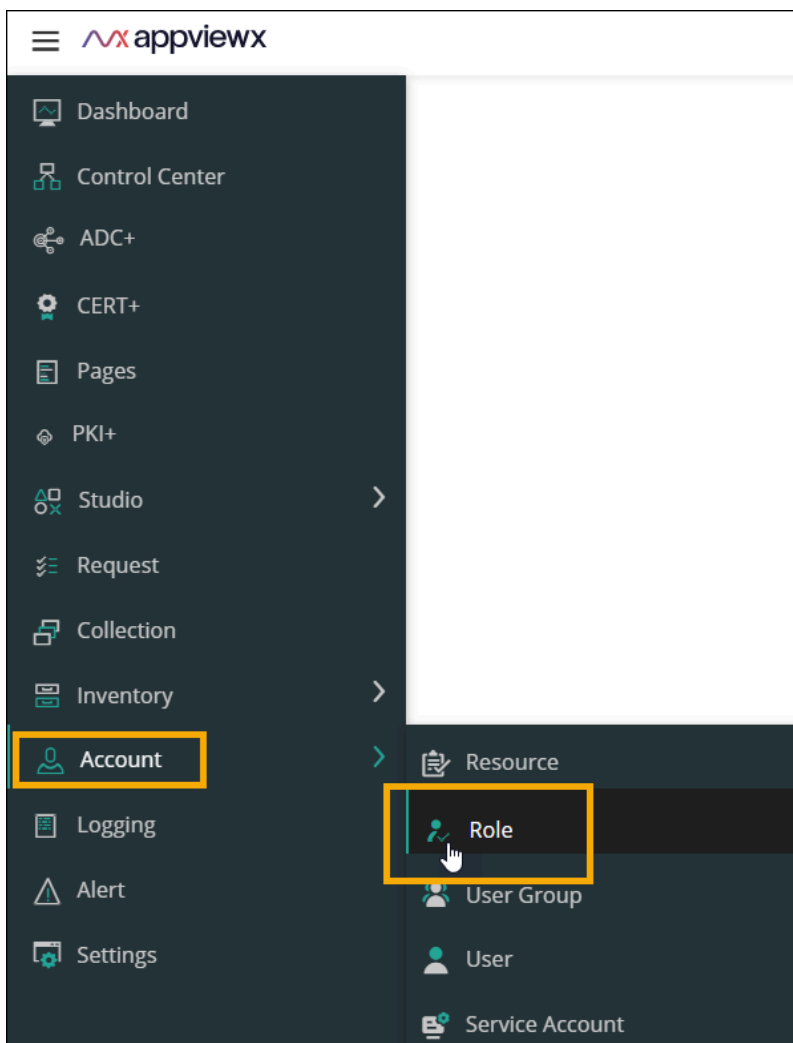 appviewx
Dashboard
Control Center
ADC+
CERT+
Pages
PKI+
Studio
Request
Collection
Inventory
Account
Logging
Alert
Settings
Resource
Role
User Group
User
Service Account